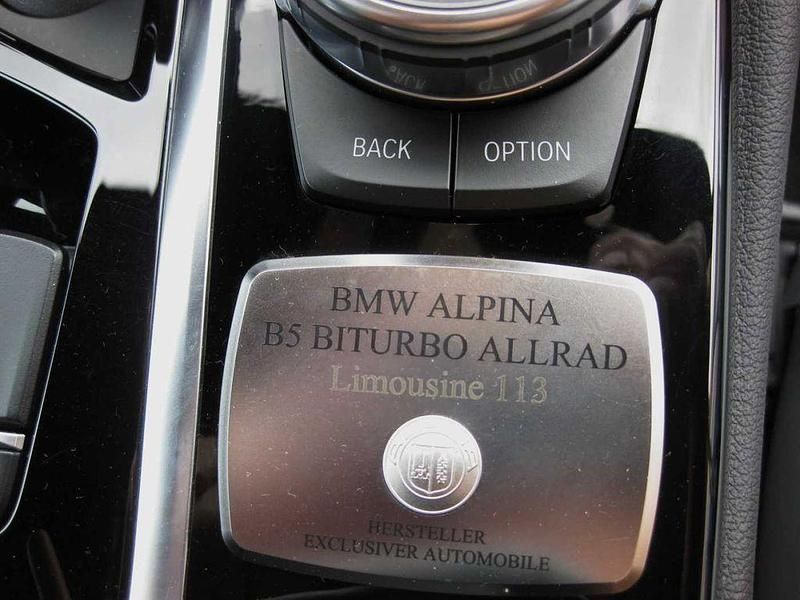 BACK
OPTION
BMW ALPINA
B5 BITURBO ALLRAD
Limousine 113
HERSTELLER
EXCLUSIVER AUTOMOBILE